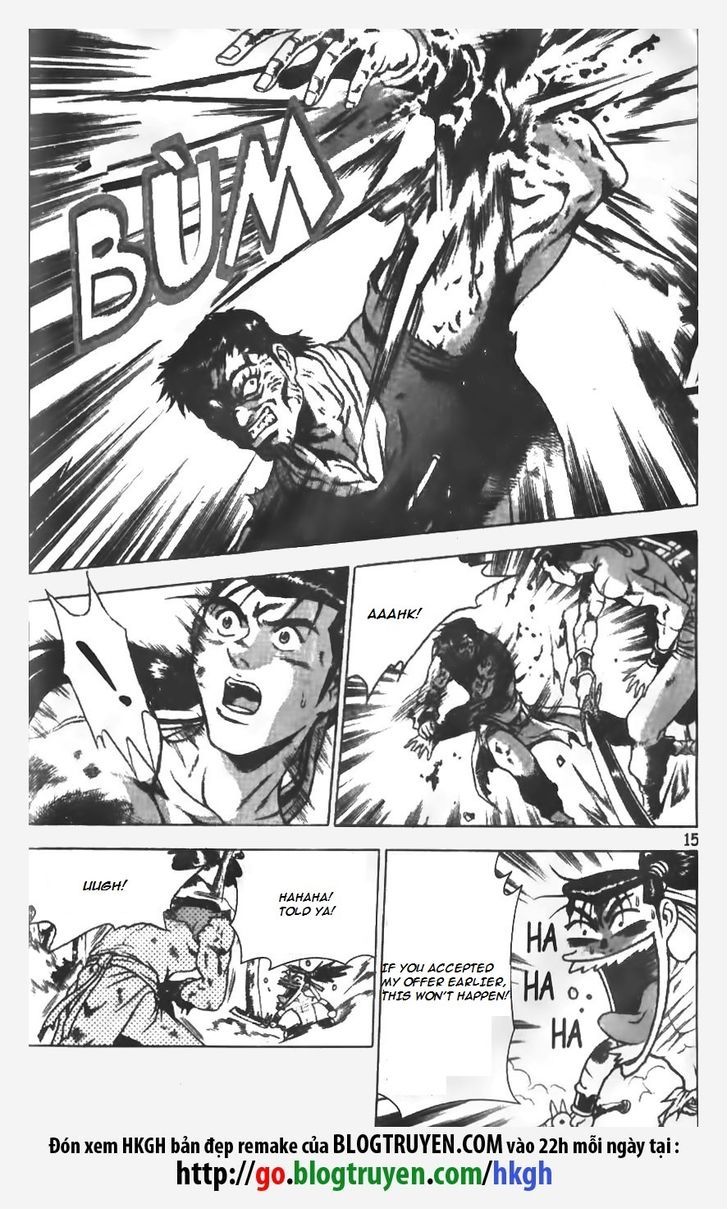 BÙM
!
AAAHK!
15
UUGH!
HAHAHA!
TOLD YA!
IF YOU ACCEPTED
MY OFFER EARLIER,
THIS WON'T HAPPEN!
HA
HA
HA
Đón xem HKGH bản đẹp remake của BLOGTRUYEN.COM vào 22h mỗi ngày tại :
http://go.blogtruyen.com/hkgh